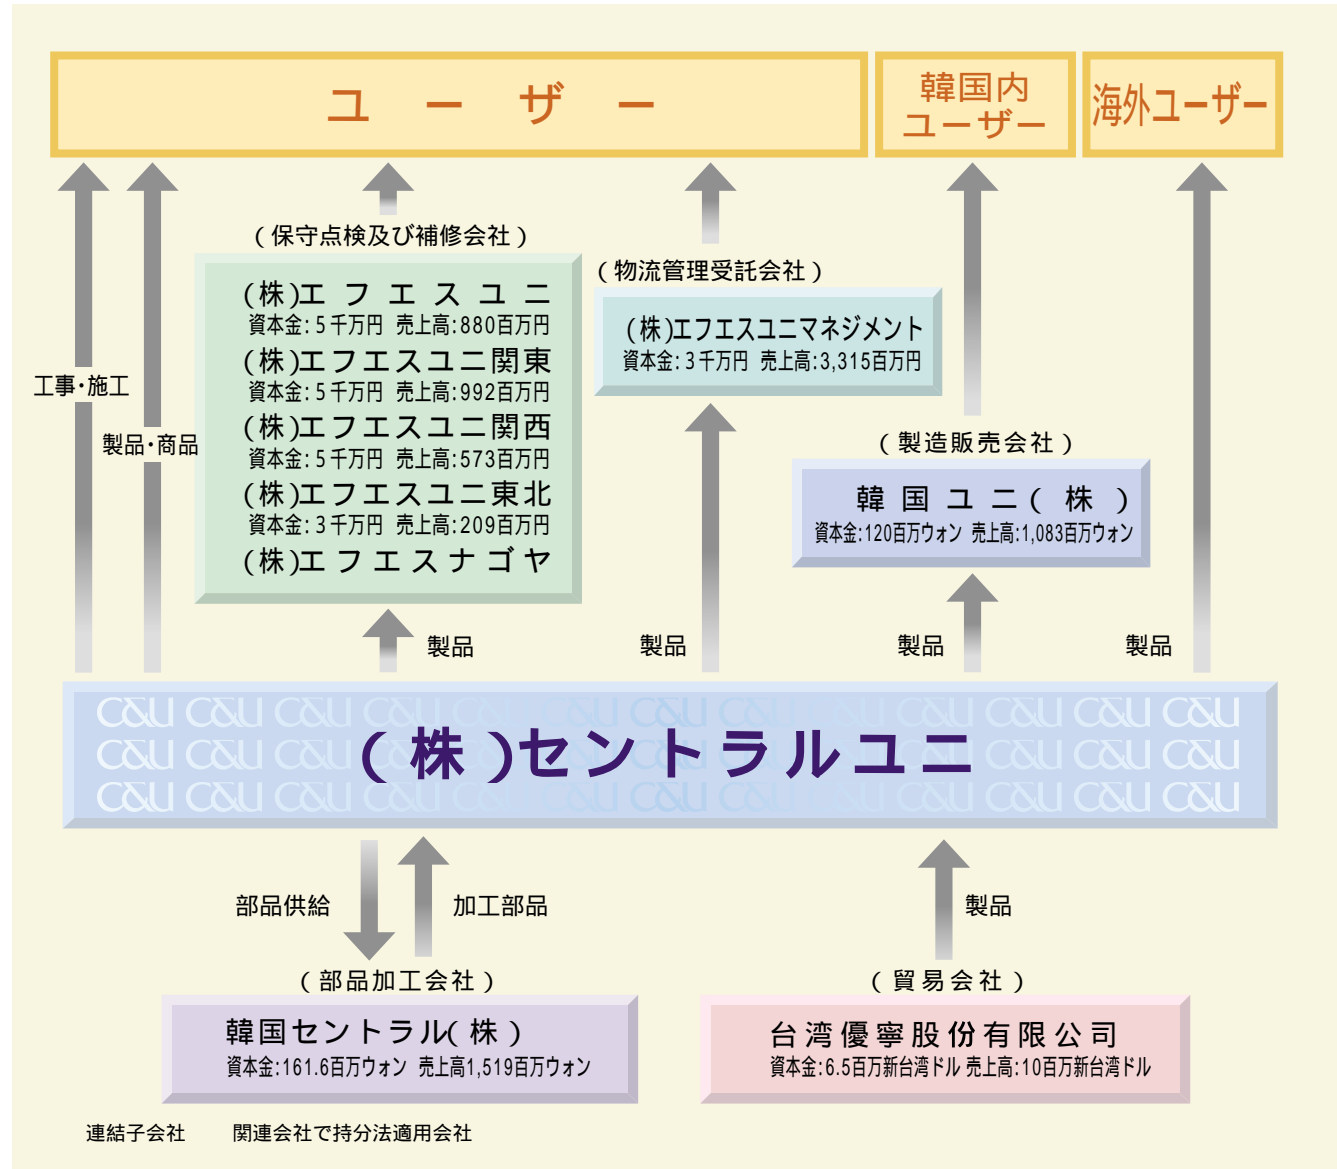 ユーザー
韓国内
ユーザー
海外ユーザー
(保守点検及び補修会社)
(株)エフエスユニ
資本金:5千万円 売上高:880百万円
(株)エフエスユニ関東
資本金:5千万円 売上高:992百万円
(株)エフエスユニ関西
資本金:5千万円 売上高:573百万円
(株)エフエスユニ東北
資本金:3千万円 売上高:209百万円
(株)エフエスナゴヤ
(物流管理受託会社)
(株)エフエスユニマネジメント
資本金:3千万円 売上高:3,315百万円
工事・施工
製品・商品
(製造販売会社)
韓国ユニ(株)
資本金:120百万ウォン 売上高:1,083百万ウォン
製品
製品
製品
製品
C&U C&U C&U C&U C&U C&U C&U C&U C&U C&U C&U C&U C&U
C&U C&U C&U C&U C&U C&U C&U C&U C&U C&U C&U C&U C&U
C&U C&U C&U C&U C&U C&U C&U C&U C&U C&U C&U C&U C&U
(株)セントラルユニ
部品供給
加工部品
製品
(部品加工会社)
韓国セントラル(株)
資本金:161.6百万ウォン 売上高1,519百万ウォン
(貿易会社)
台湾優寧股份有限公司
資本金:6.5百万新台湾ドル 売上高:10百万新台湾ドル
連結子会社 関連会社で持分法適用会社